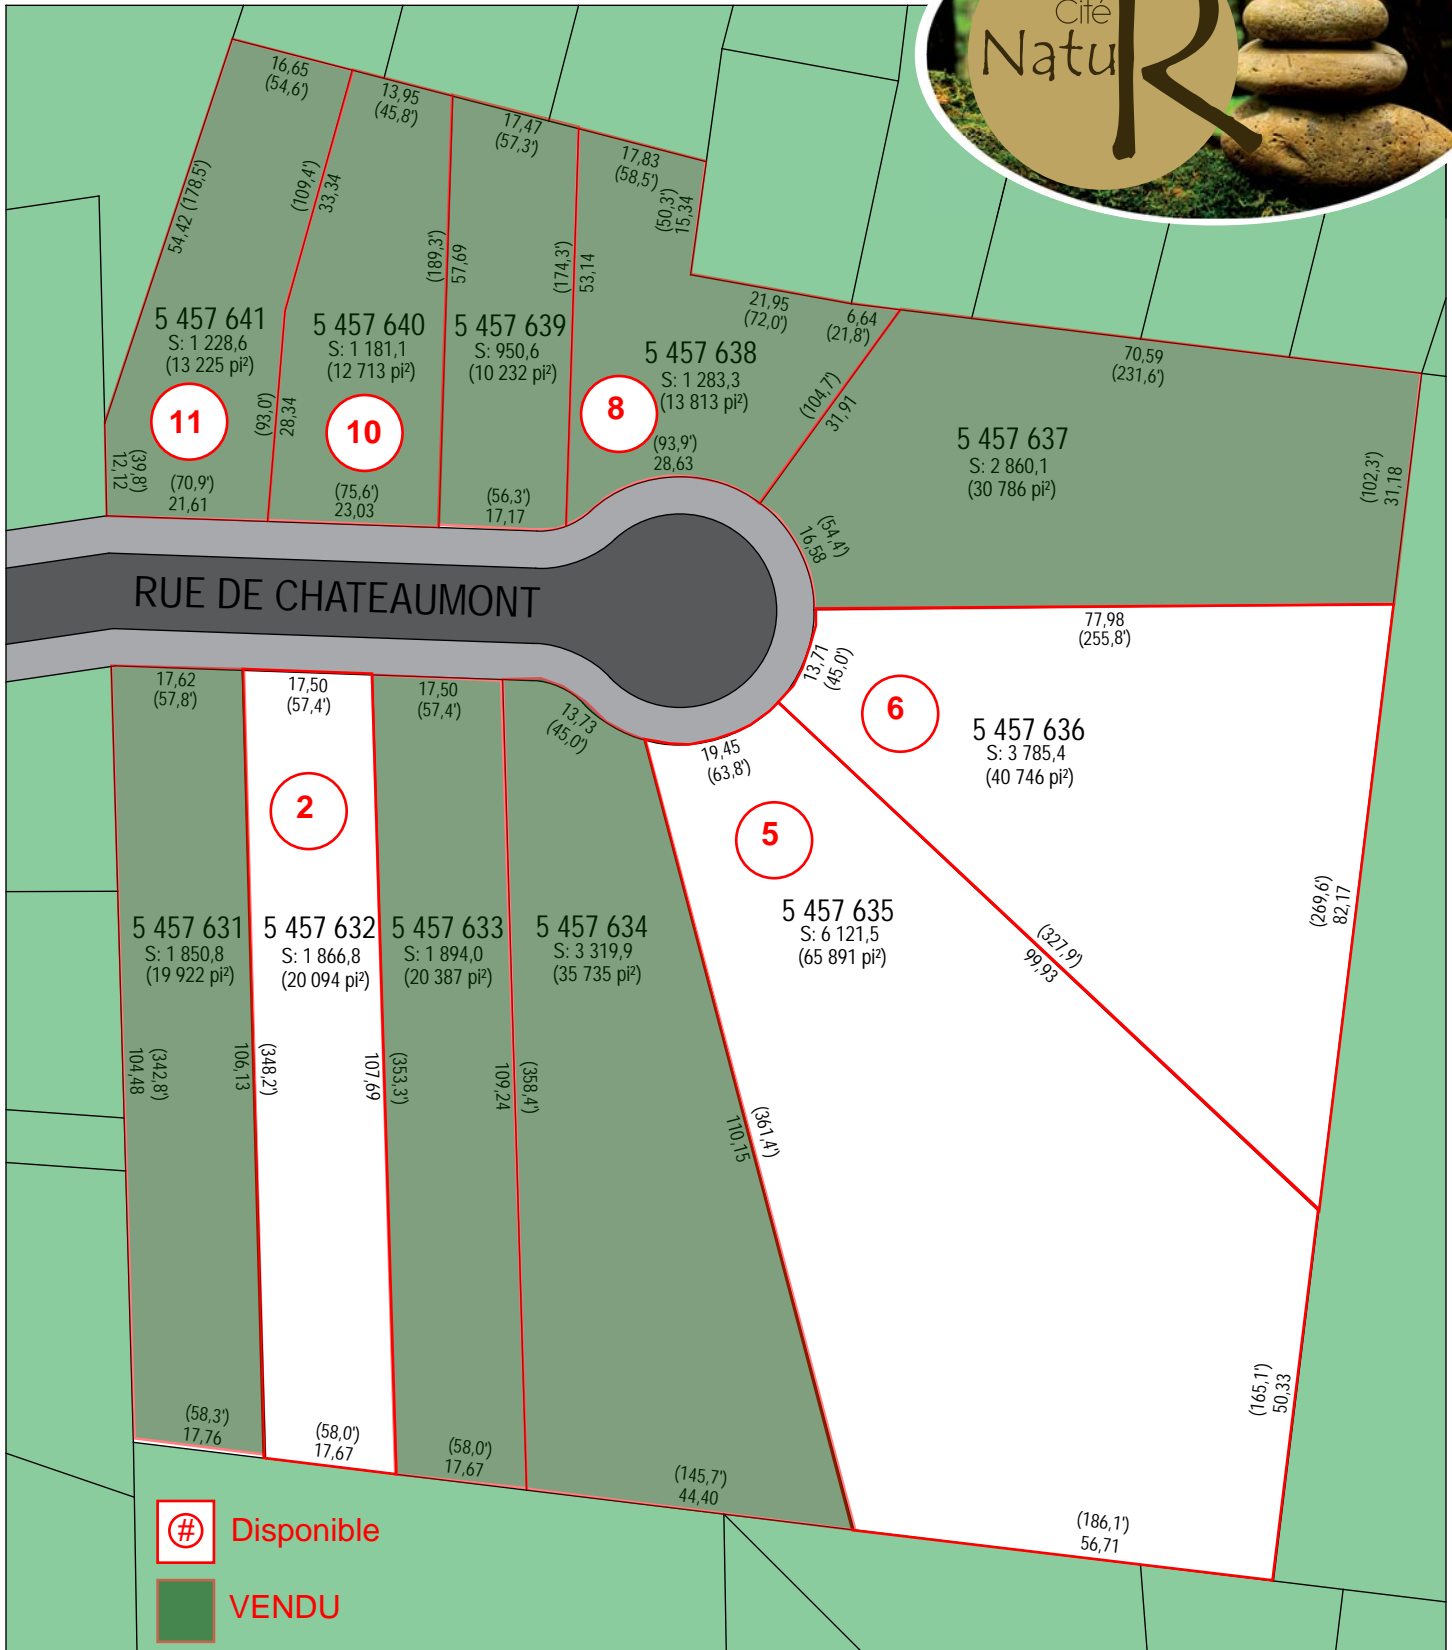 Cité
NatuR
16,65
(54,6')
13,95
(45,8')
17,47
(57,3')
17,83
(58,5')
54,42 (178,5')
(109,4')
33,34
(189,3')
57,69
(174,3')
53,14
(50,3')
15,34
21,95
(72,0')
6,64
(21,8')
70,59
(231,6')
5 457 641
S: 1 228,6
(13 225 pi²)
11
5 457 640
S: 1 181,1
(12 713 pi²)
10
5 457 639
S: 950,6
(10 232 pi²)
5 457 638
S: 1 283,3
(13 813 pi²)
8
(104,7')
31,91
5 457 637
S: 2 860,1
(30 786 pi²)
(102,3')
31,18
(93,0')
28,34
(39,8')
12,12
(70,9')
21,61
(75,6')
23,03
(56,3')
17,17
(93,9')
28,63
(54,4')
16,58
RUE DE CHATEAUMONT
77,98
(255,8')
13,71
(45,0')
17,62
(57,8')
17,50
(57,4')
17,50
(57,4')
13,73
(45,0')
19,45
(63,8')
6
5 457 636
S: 3 785,4
(40 746 pi²)
2
5
5 457 631
S: 1 850,8
(19 922 pi²)
5 457 632
S: 1 866,8
(20 094 pi²)
5 457 633
S: 1 894,0
(20 387 pi²)
5 457 634
S: 3 319,9
(35 735 pi²)
5 457 635
S: 6 121,5
(65 891 pi²)
(327,9')
99,93
(269,6')
82,17
(342,8')
104,48
106,13
(348,2')
107,69
(353,3')
109,24
(358,4')
(361,4')
110,15
(165,1')
50,33
(58,3')
17,76
(58,0')
17,67
(58,0')
17,67
(145,7')
44,40
(186,1')
56,71
# Disponible
VENDU